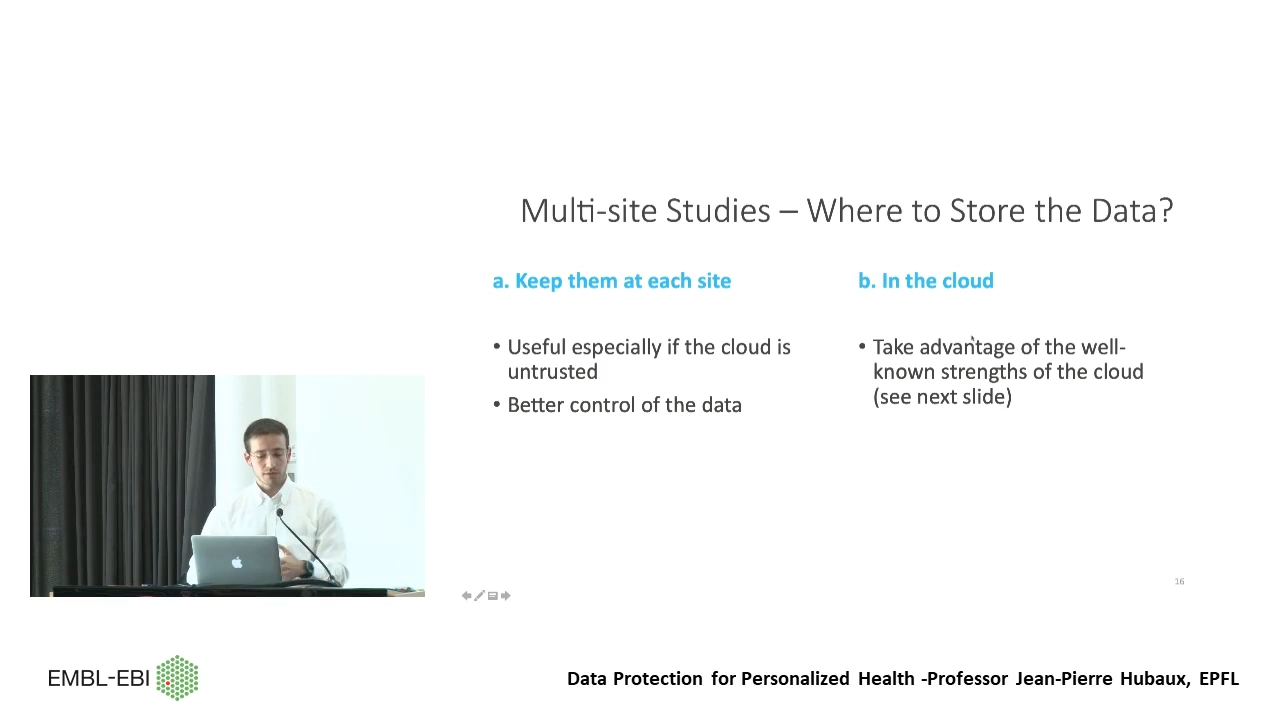 Multi-site Studies – Where to Store the Data?
a. Keep them at each site
• Useful especially if the cloud is
untrusted
• Better control of the data
b. In the cloud
• Take advantage of the well-
known strengths of the cloud
(see next slide)
16
EMBL-EBI
Data Protection for Personalized Health -Professor Jean-Pierre Hubaux, EPFL